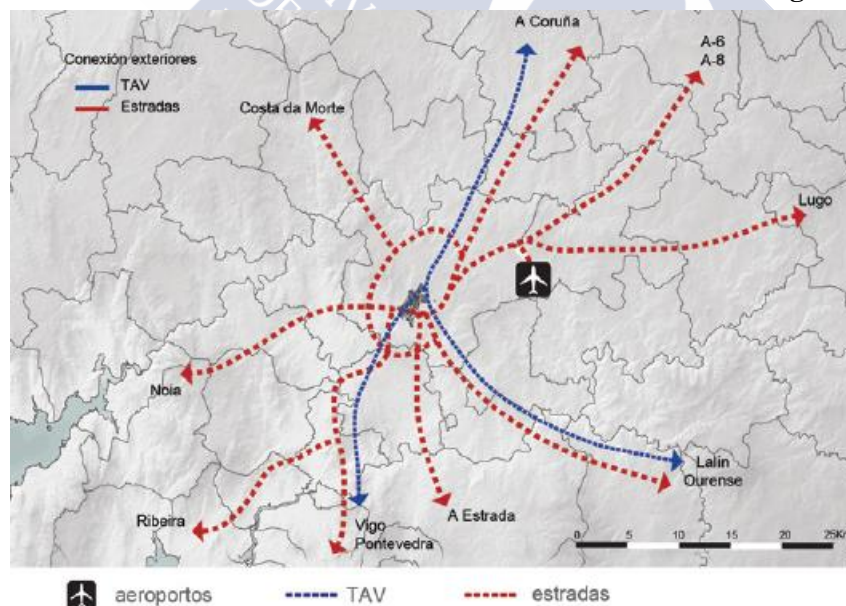 A Coruña
A-6
A-8
Conexión exteriores
TAV
Estradas
Costa da Morte
Lugo
Noia
Lalín
Ourense
Ribeira
A Estrada
Vigo
Pontevedra
0 5 10 15 20 25K
aeroportos
TAV
estradas